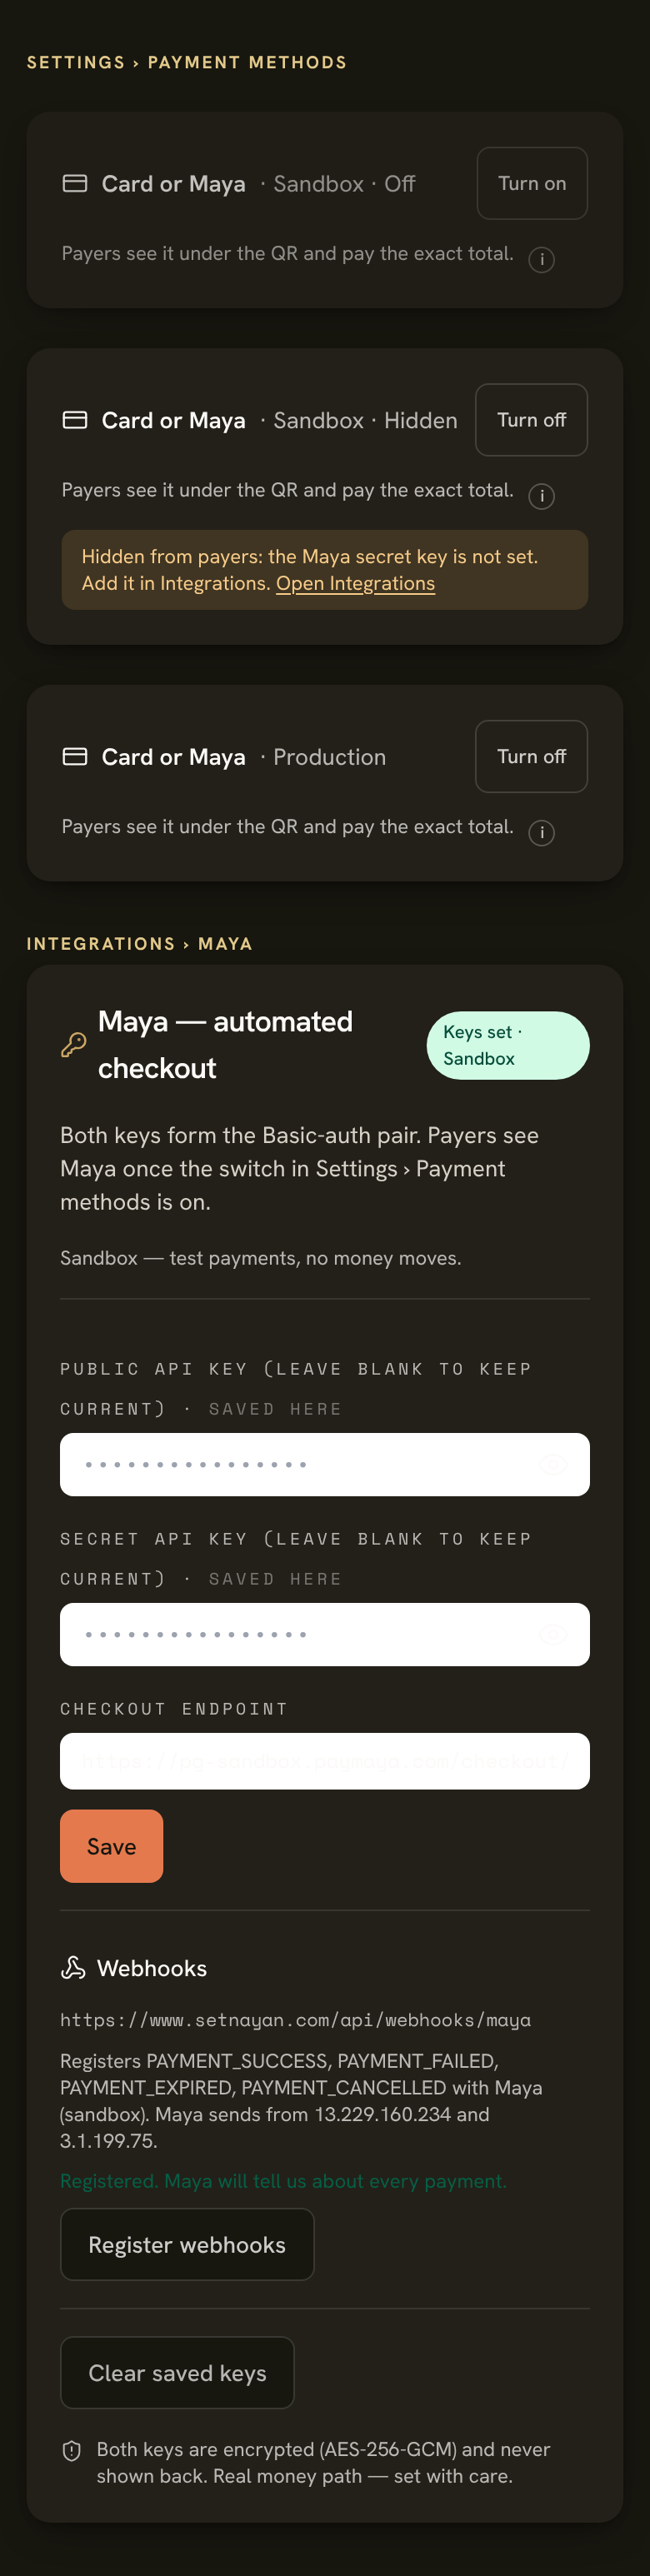 SETTINGS › PAYMENT METHODS
Card or Maya · Sandbox · Off
Turn on
Payers see it under the QR and pay the exact total. i
Card or Maya · Sandbox · Hidden
Turn off
Payers see it under the QR and pay the exact total. i
Hidden from payers: the Maya secret key is not set.
Add it in Integrations. Open Integrations
Card or Maya · Production
Turn off
Payers see it under the QR and pay the exact total. i
INTEGRATIONS › MAYA
Maya — automated
checkout
Keys set ·
Sandbox
Both keys form the Basic-auth pair. Payers see
Maya once the switch in Settings › Payment
methods is on.
Sandbox — test payments, no money moves.
PUBLIC API KEY (LEAVE BLANK TO KEEP
CURRENT) · SAVED HERE
••••••••••••••••
SECRET API KEY (LEAVE BLANK TO KEEP
CURRENT) · SAVED HERE
••••••••••••••••
CHECKOUT ENDPOINT
https://pg-sandbox.paymaya.com/checkout/
Save
Webhooks
https://www.setnayan.com/api/webhooks/maya
Registers PAYMENT_SUCCESS, PAYMENT_FAILED,
PAYMENT_EXPIRED, PAYMENT_CANCELLED with Maya
(sandbox). Maya sends from 13.229.160.234 and
3.1.199.75.
Registered. Maya will tell us about every payment.
Register webhooks
Clear saved keys
Both keys are encrypted (AES-256-GCM) and never
shown back. Real money path — set with care.